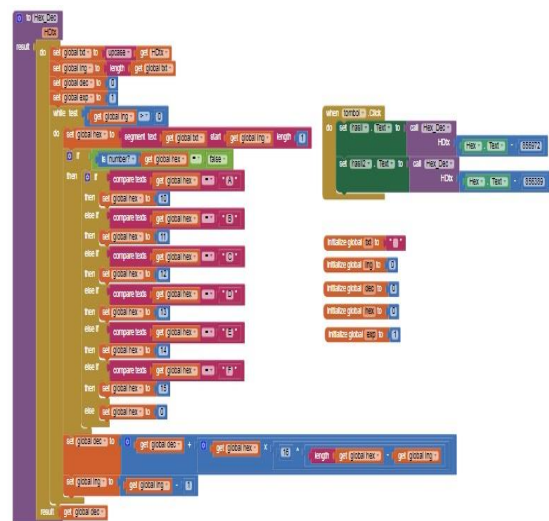 to Hex_Dec
HDtx
result do set global txt to upcase get HDtx
set global lng to length get global txt
set global dec to 0
set global exp to 1
while test get global lng > 0
do set global hex to segment text get global txt start get global lng length 1
if is number? get global hex = false
then if compare texts get global hex = "A"
then set global hex to 10
else if compare texts get global hex = "B"
then set global hex to 11
else if compare texts get global hex = "C"
then set global hex to 12
else if compare texts get global hex = "D"
then set global hex to 13
else if compare texts get global hex = "E"
then set global hex to 14
else if compare texts get global hex = "F"
then set global hex to 15
else set global hex to 0
set global dec to get global dec + get global hex x 16 ^ length get global hex - get global lng
set global lng to get global lng - 1
result get global dec
when tombol .Click
do set hasil . Text to call Hex_Dec
HDtx Hex . Text -
set hasil2 . Text to call Hex_Dec
HDtx Hex . Text -
initialize global txt to " "
initialize global lng to 0
initialize global dec to 0
initialize global hex to 0
initialize global exp to 1